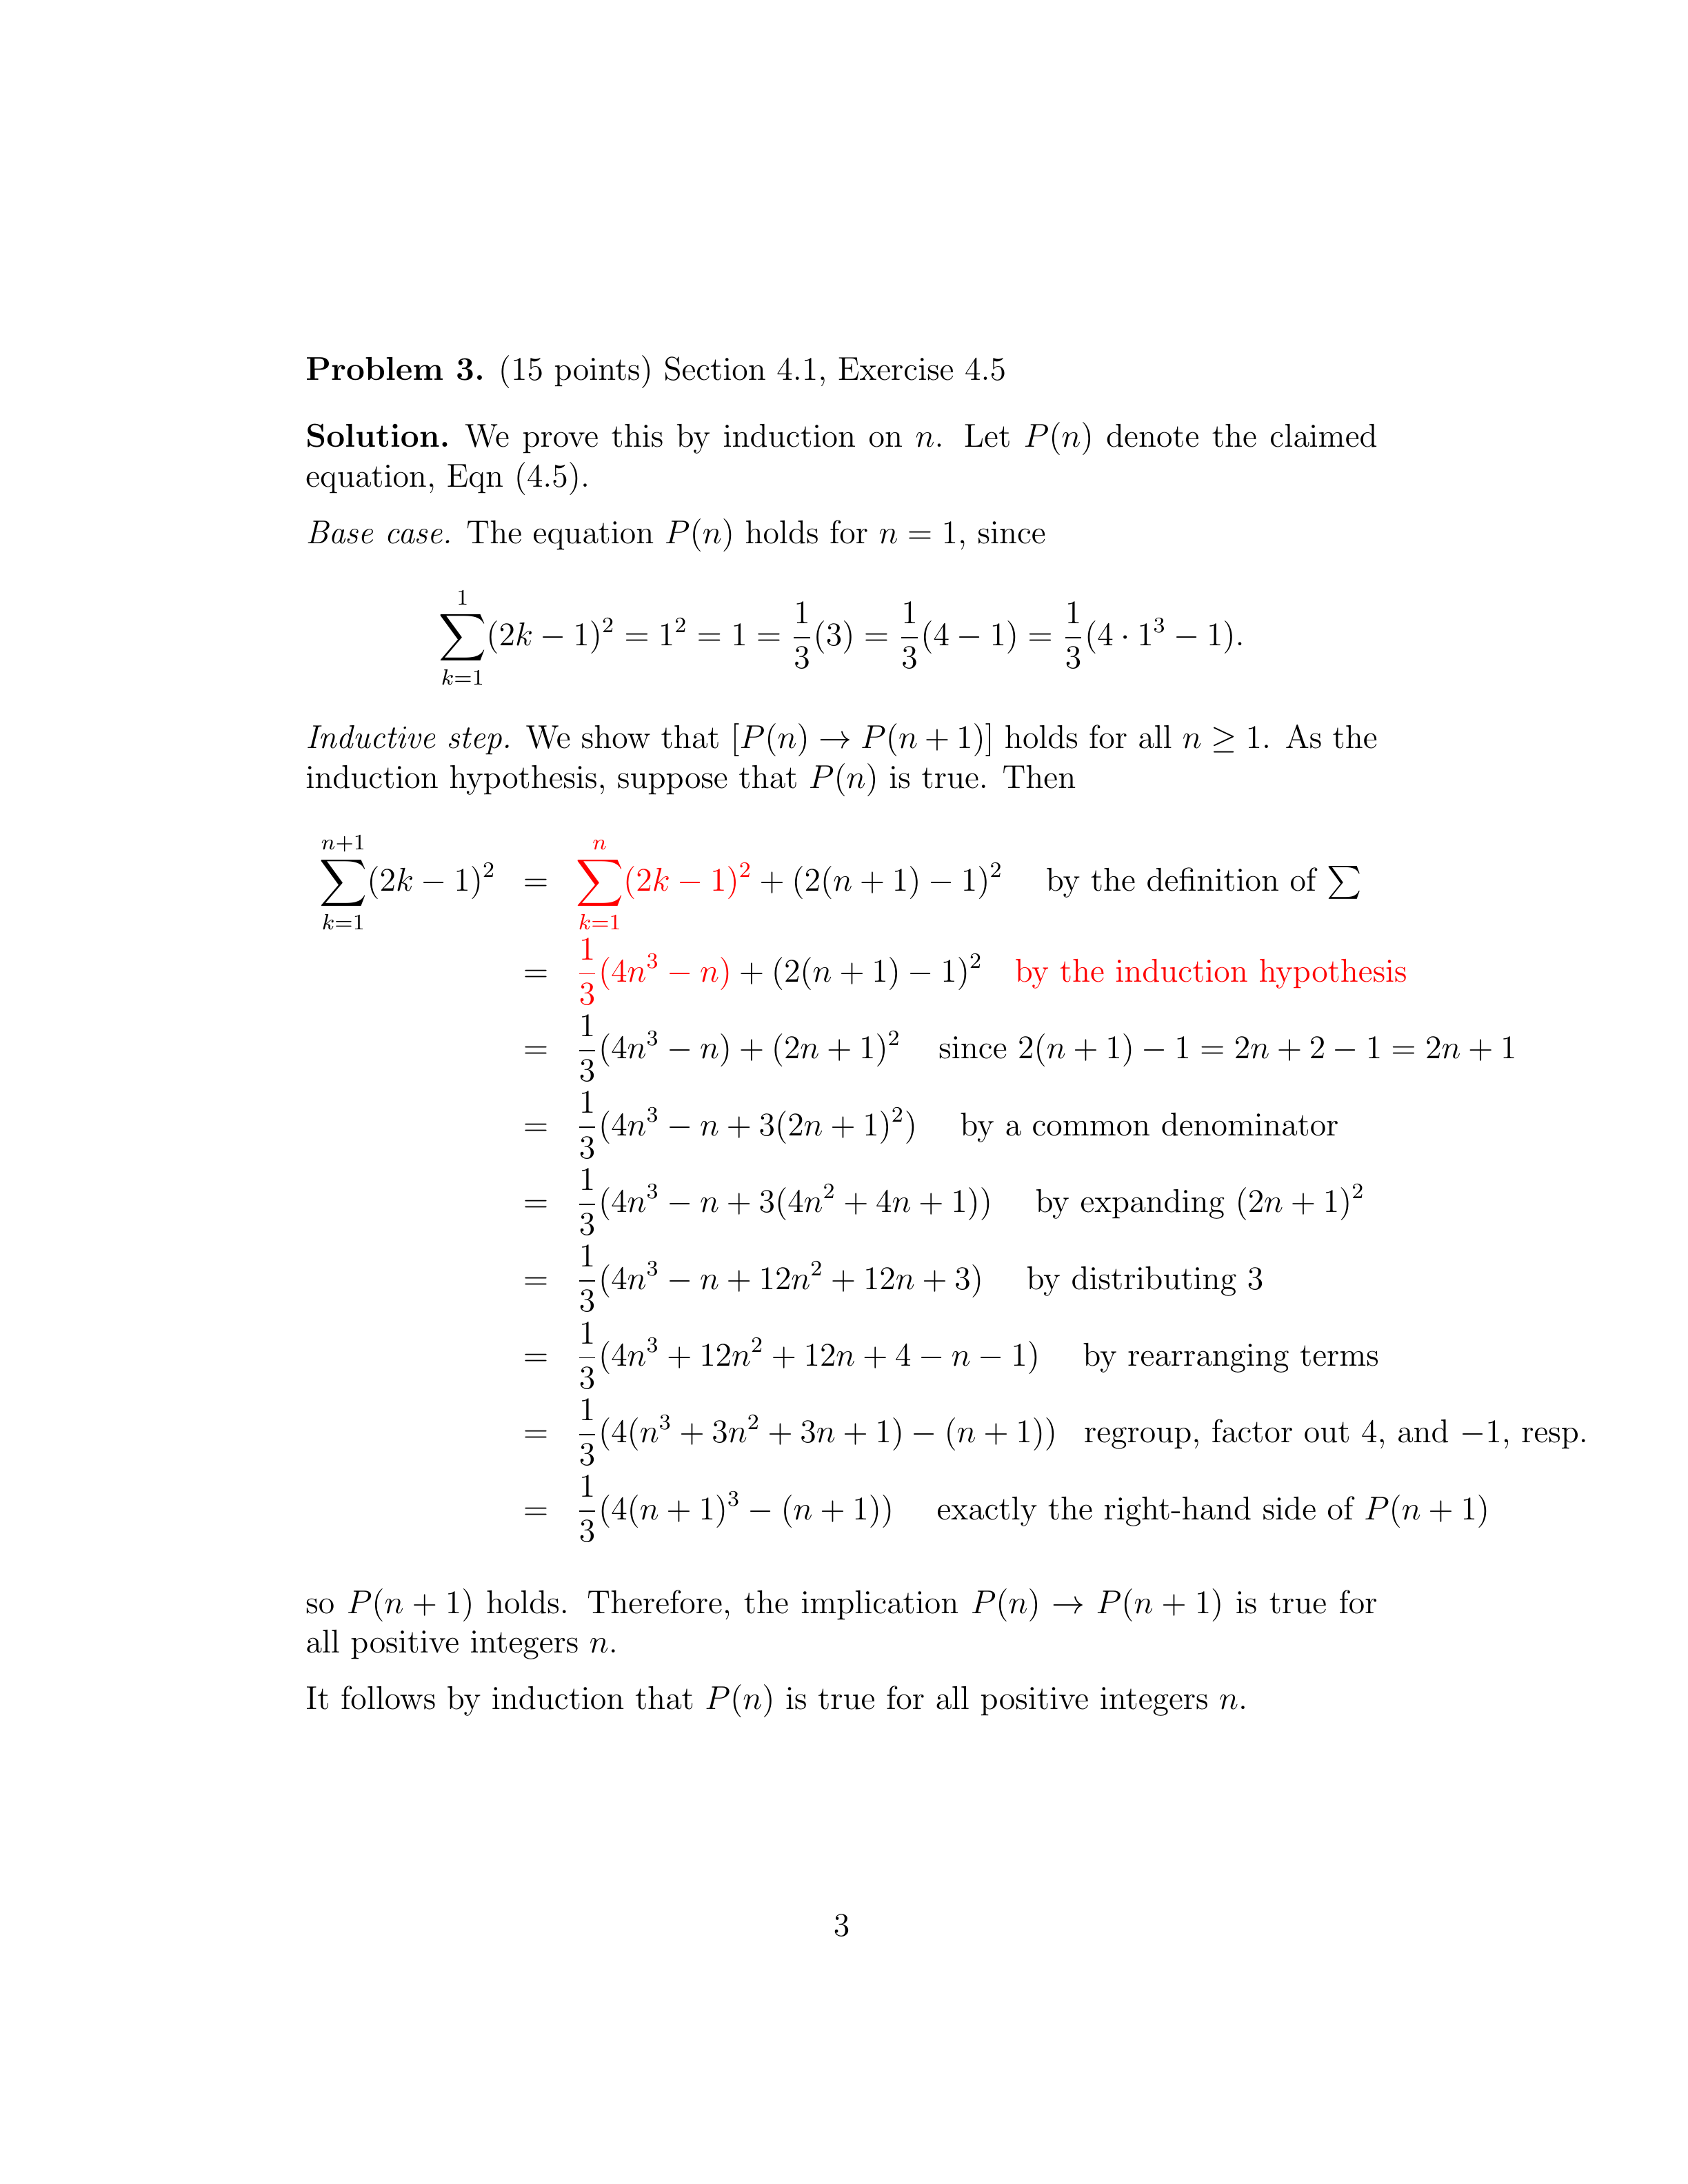 Problem 3. (15 points) Section 4.1, Exercise 4.5
Solution. We prove this by induction on n. Let P(n) denote the claimed
equation, Eqn (4.5).
Base case. The equation P(n) holds for n = 1, since
\sum_{k=1}^{1}(2k − 1)^2 = 1^2 = 1 = \frac{1}{3}(3) = \frac{1}{3}(4 − 1) = \frac{1}{3}(4 · 1^3 − 1).
Inductive step. We show that [P(n) → P(n + 1)] holds for all n ≥ 1. As the
induction hypothesis, suppose that P(n) is true. Then
\sum_{k=1}^{n+1}(2k − 1)^2 = \sum_{k=1}^{n}(2k − 1)^2 + (2(n + 1) − 1)^2 by the definition of ∑
= \frac{1}{3}(4n^3 − n) + (2(n + 1) − 1)^2 by the induction hypothesis
= \frac{1}{3}(4n^3 − n) + (2n + 1)^2 since 2(n + 1) − 1 = 2n + 2 − 1 = 2n + 1
= \frac{1}{3}(4n^3 − n + 3(2n + 1)^2) by a common denominator
= \frac{1}{3}(4n^3 − n + 3(4n^2 + 4n + 1)) by expanding (2n + 1)^2
= \frac{1}{3}(4n^3 − n + 12n^2 + 12n + 3) by distributing 3
= \frac{1}{3}(4n^3 + 12n^2 + 12n + 4 − n − 1) by rearranging terms
= \frac{1}{3}(4(n^3 + 3n^2 + 3n + 1) − (n + 1)) regroup, factor out 4, and −1, resp.
= \frac{1}{3}(4(n + 1)^3 − (n + 1)) exactly the right-hand side of P(n + 1)
so P(n + 1) holds. Therefore, the implication P(n) → P(n + 1) is true for
all positive integers n.
It follows by induction that P(n) is true for all positive integers n.
3